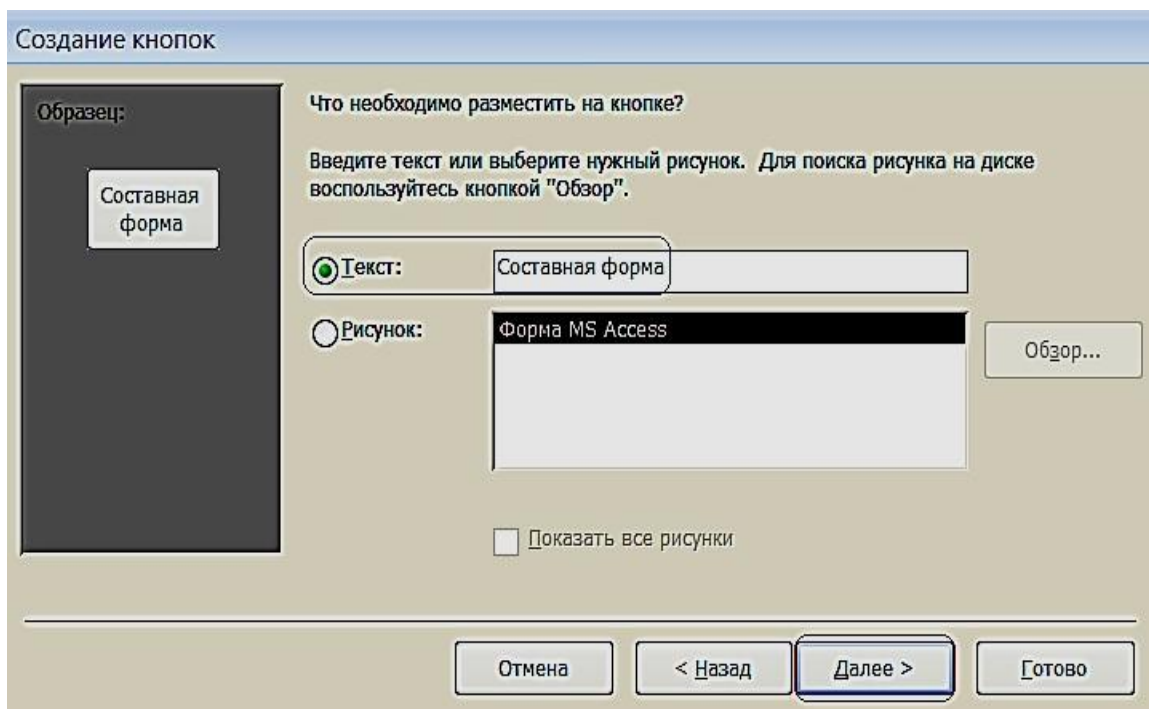 Создание кнопок
Образец:
Составная
форма
Что необходимо разместить на кнопке?
Введите текст или выберите нужный рисунок. Для поиска рисунка на диске
воспользуйтесь кнопкой "Обзор".
Текст:
Составная форма
Рисунок:
Форма MS Access
Обзор...
Показать все рисунки
Отмена
< Назад
Далее >
Готово